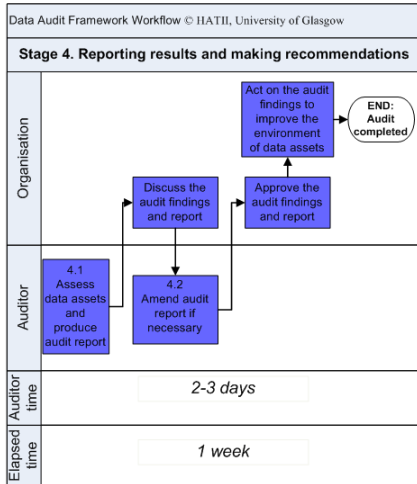 Data Audit Framework Workflow © HATII, University of Glasgow
Stage 4. Reporting results and making recommendations
Organisation
Act on the audit
findings to
improve the
environment
of data assets
END:
Audit
completed
Discuss the
audit findings
and report
Approve the
audit findings
and report
Auditor
4.1
Assess
data assets
and
produce
audit report
4.2
Amend audit
report if
necessary
Auditor
time
2-3 days
Elapsed
time
1 week